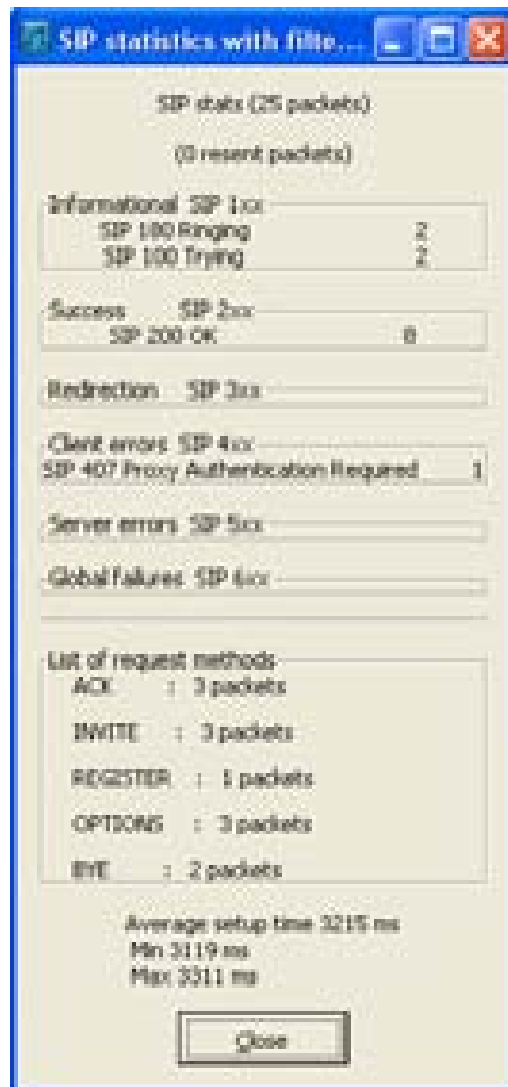 SIP statistics with filte...
SIP stats (25 packets)
(0 resent packets)
Informational SIP 1xx
SIP 180 Ringing 2
SIP 100 Trying 2
Success SIP 2xx
SIP 200 OK 8
Redirection SIP 3xx
Client errors SIP 4xx
SIP 407 Proxy Authentication Required 1
Server errors SIP 5xx
Global failures SIP 6xx
List of request methods
ACK : 3 packets
INVITE : 3 packets
REGISTER : 1 packets
OPTIONS : 3 packets
BYE : 2 packets
Average setup time 3215 ms
Min 3119 ms
Max 3311 ms
Close